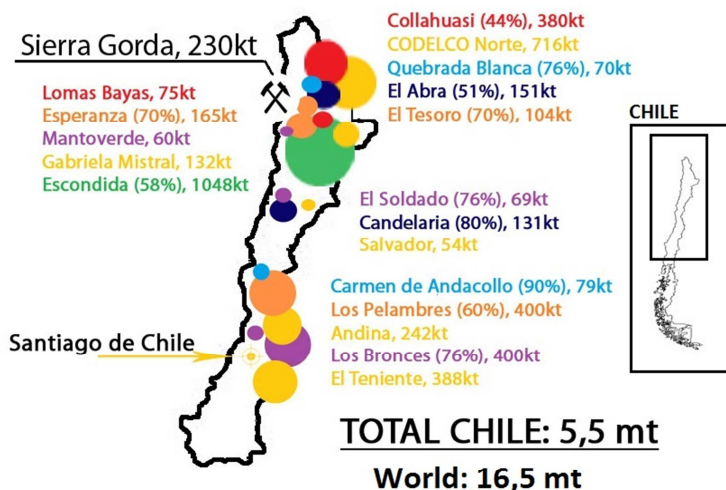 Sierra Gorda, 230kt
Lomas Bayas, 75kt
Esperanza (70%), 165kt
Mantoverde, 60kt
Gabriela Mistral, 132kt
Escondida (58%), 1048kt
Collahuasi (44%), 380kt
CODELCO Norte, 716kt
Quebrada Blanca (76%), 70kt
El Abra (51%), 151kt
El Tesoro (70%), 104kt
CHILE
El Soldado (76%), 69kt
Candelaria (80%), 131kt
Salvador, 54kt
Carmen de Andacollo (90%), 79kt
Los Pelambres (60%), 400kt
Andina, 242kt
Los Bronces (76%), 400kt
El Teniente, 388kt
Santiago de Chile
TOTAL CHILE: 5,5 mt
World: 16,5 mt